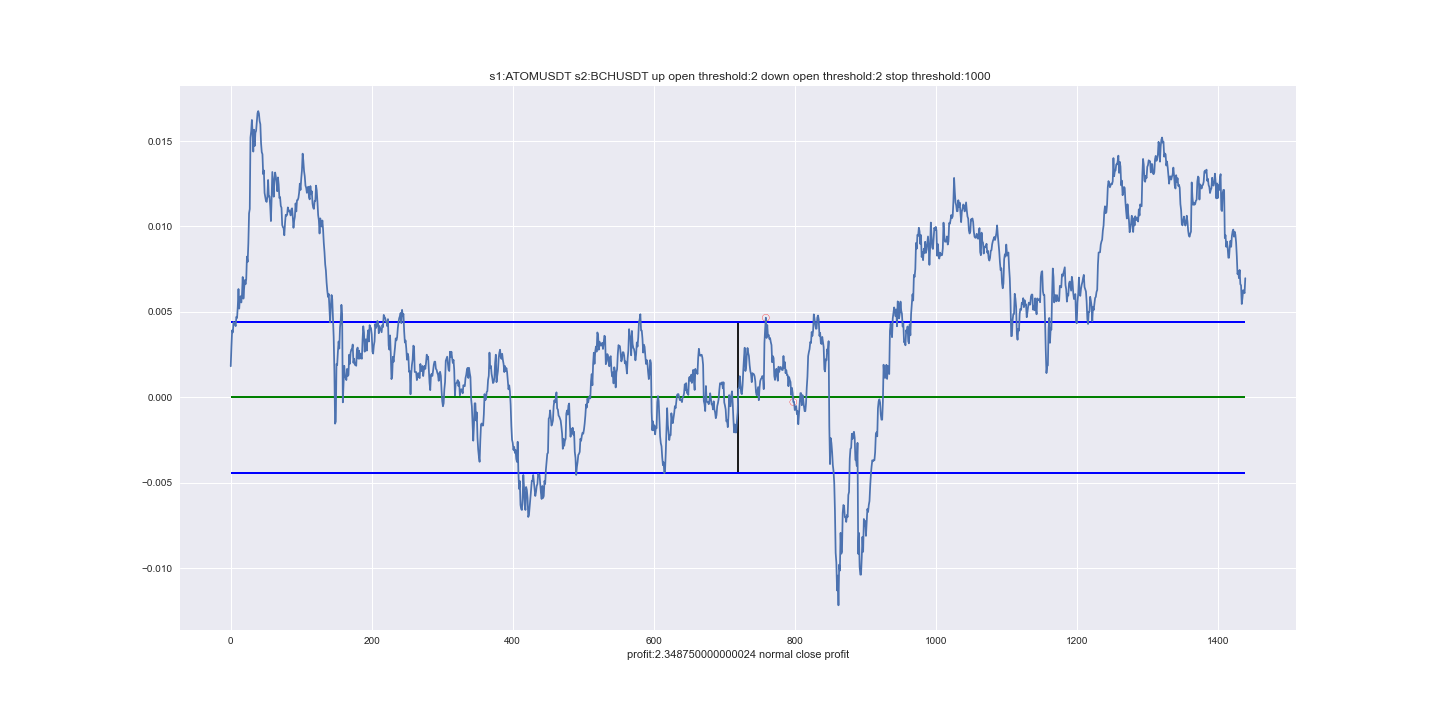 s1:ATOMUSDT s2:BCHUSDT up open threshold:2 down open threshold:2 stop threshold:1000
0.015
0.010
0.005
0.000
−0.005
−0.010
0 200 400 600 800 1000 1200 1400
profit:2.348750000000024 normal close profit